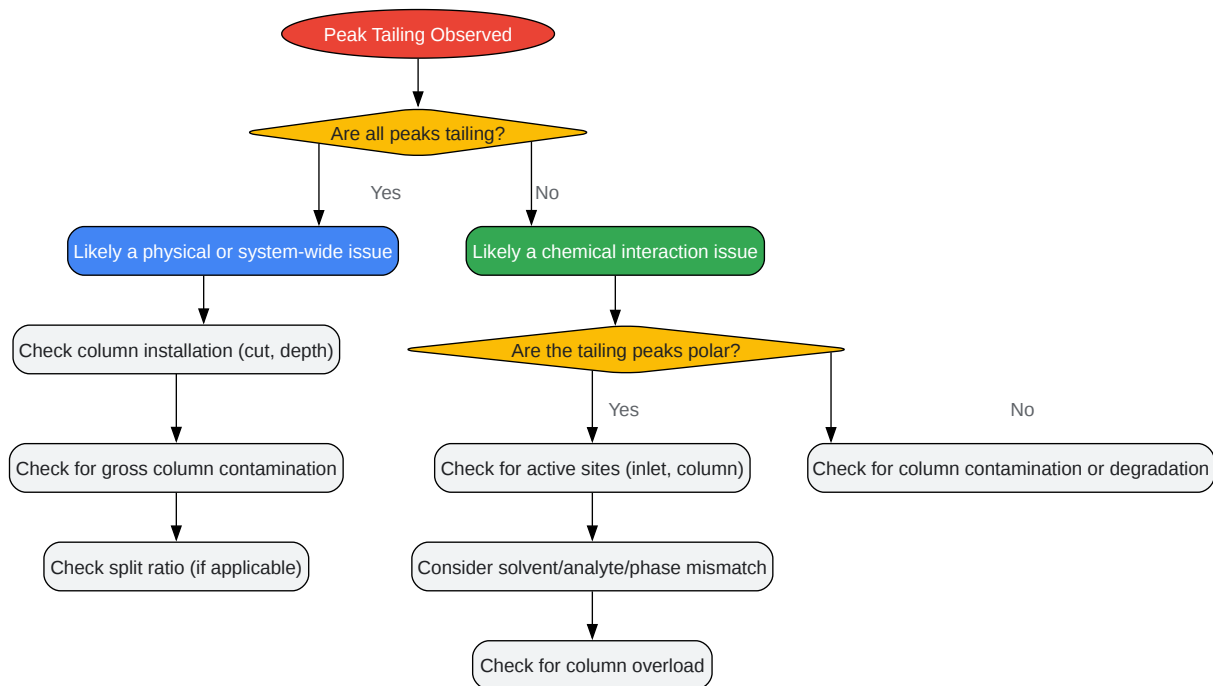 Peak Tailing Observed
Are all peaks tailing?
Yes
No
Likely a physical or system-wide issue
Likely a chemical interaction issue
Check column installation (cut, depth)
Are the tailing peaks polar?
Yes
No
Check for gross column contamination
Check for active sites (inlet, column)
Check for column contamination or degradation
Check split ratio (if applicable)
Consider solvent/analyte/phase mismatch
Check for column overload